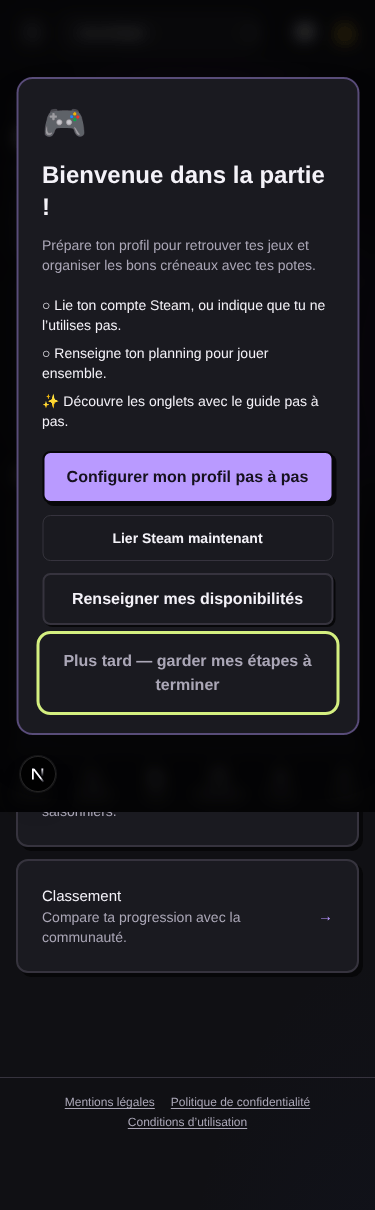 Bienvenue dans la partie
!
Prépare ton profil pour retrouver tes jeux et
organiser les bons créneaux avec tes potes.
○ Lie ton compte Steam, ou indique que tu ne
l’utilises pas.
○ Renseigne ton planning pour jouer
ensemble.
✨ Découvre les onglets avec le guide pas à
pas.
Configurer mon profil pas à pas
Lier Steam maintenant
Renseigner mes disponibilités
Plus tard — garder mes étapes à
terminer
N
saisonniers.
Classement
Compare ta progression avec la
communauté.
→
Mentions légales Politique de confidentialité
Conditions d’utilisation